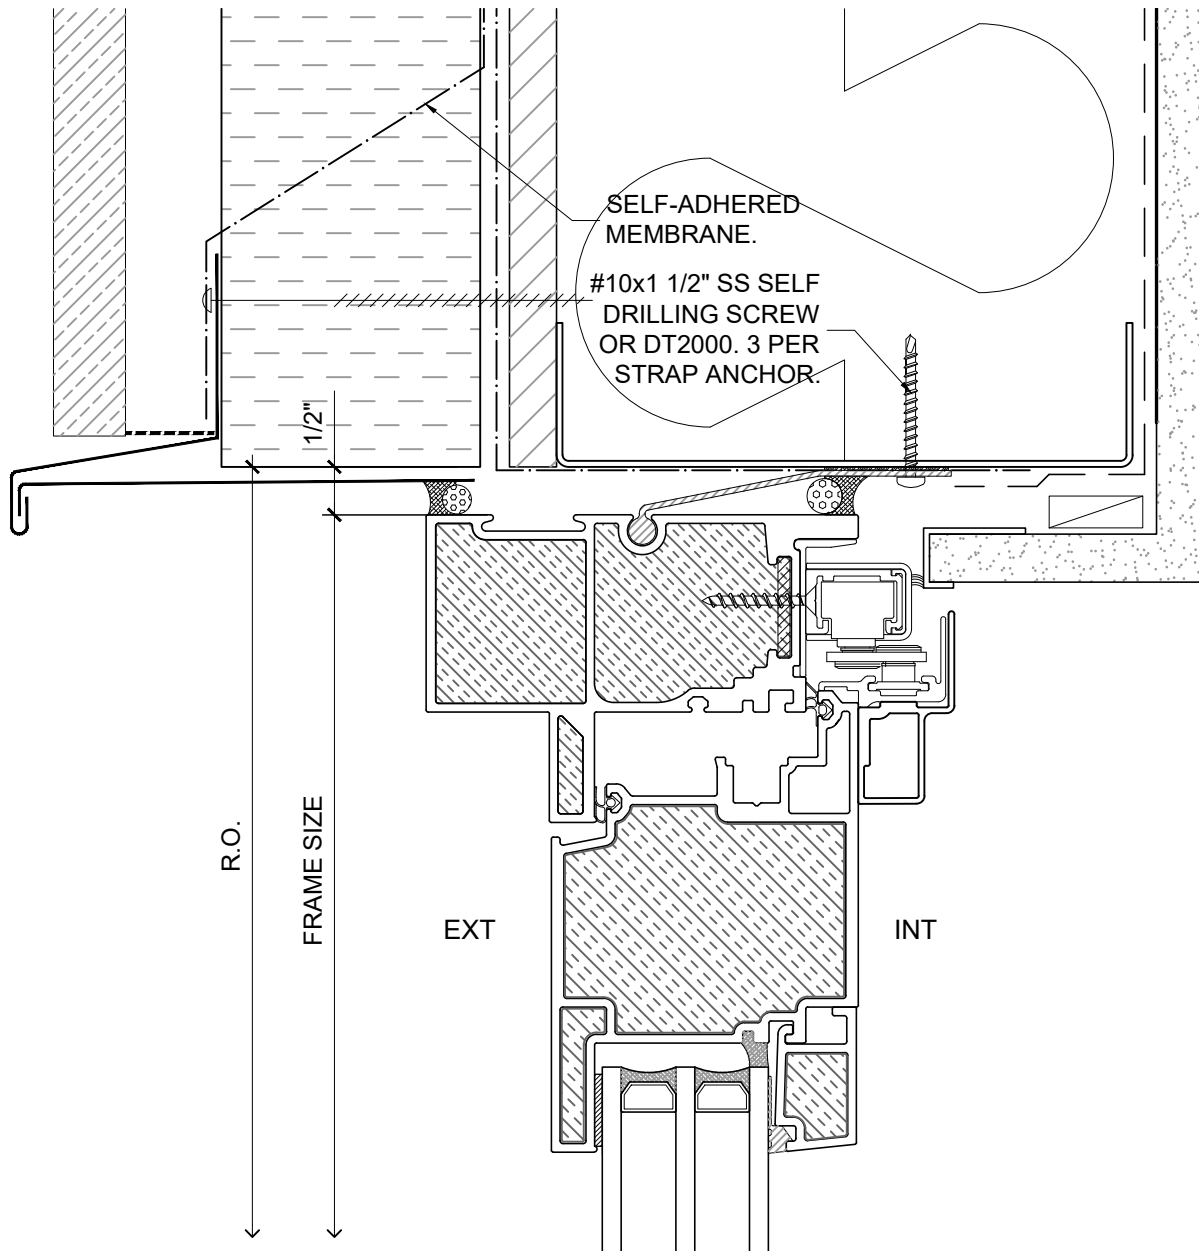 SELF-ADHERED
MEMBRANE.
#10x1 1/2" SS SELF
DRILLING SCREW
OR DT2000. 3 PER
STRAP ANCHOR.
1/2"
R.O.
FRAME SIZE
EXT
INT